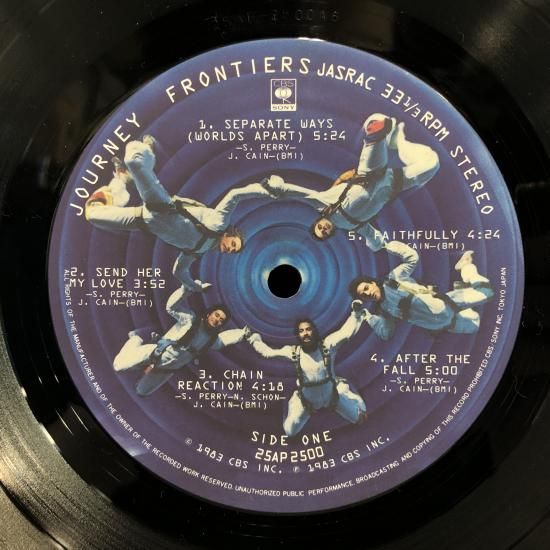 JOURNEY FRONTIERS JASRAC 33 1/3 RPM STEREO
CBS
SONY
1. SEPARATE WAYS
(WORLDS APART) 5:24
—S. PERRY—
J. CAIN—(BMI)
2. SEND HER
MY LOVE 3:52
—S. PERRY—
J. CAIN—(BMI)
3. CHAIN
REACTION 4:18
—S. PERRY—N. SCHON—
J. CAIN—(BMI)
4. AFTER THE
FALL 5:00
—S. PERRY—
J. CAIN—(BMI)
5. FAITHFULLY 4:24
CAIN—(BMI)
SIDE ONE
25AP2500
© 1983 CBS INC. ℗ 1983 CBS INC.
ALL RIGHTS OF THE MANUFACTURER AND OF THE OWNER OF THE RECORDED WORK RESERVED. UNAUTHORIZED PUBLIC PERFORMANCE, BROADCASTING AND COPYING OF THIS RECORD PROHIBITED CBS SONY INC. TOKYO JAPAN